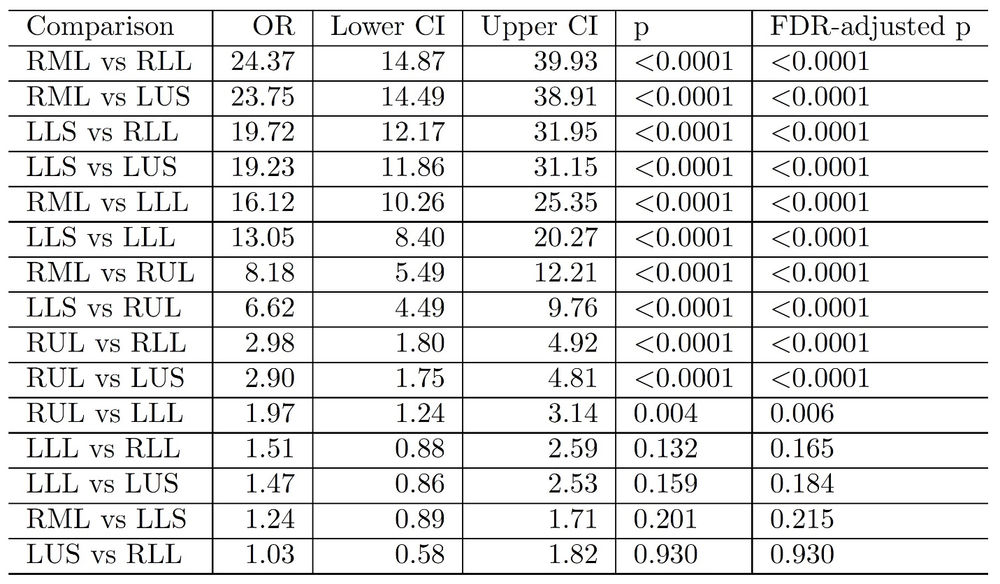 Comparison OR Lower CI Upper CI p FDR-adjusted p
RML vs RLL 24.37 14.87 39.93 <0.0001 <0.0001
RML vs LUS 23.75 14.49 38.91 <0.0001 <0.0001
LLS vs RLL 19.72 12.17 31.95 <0.0001 <0.0001
LLS vs LUS 19.23 11.86 31.15 <0.0001 <0.0001
RML vs LLL 16.12 10.26 25.35 <0.0001 <0.0001
LLS vs LLL 13.05 8.40 20.27 <0.0001 <0.0001
RML vs RUL 8.18 5.49 12.21 <0.0001 <0.0001
LLS vs RUL 6.62 4.49 9.76 <0.0001 <0.0001
RUL vs RLL 2.98 1.80 4.92 <0.0001 <0.0001
RUL vs LUS 2.90 1.75 4.81 <0.0001 <0.0001
RUL vs LLL 1.97 1.24 3.14 0.004 0.006
LLL vs RLL 1.51 0.88 2.59 0.132 0.165
LLL vs LUS 1.47 0.86 2.53 0.159 0.184
RML vs LLS 1.24 0.89 1.71 0.201 0.215
LUS vs RLL 1.03 0.58 1.82 0.930 0.930